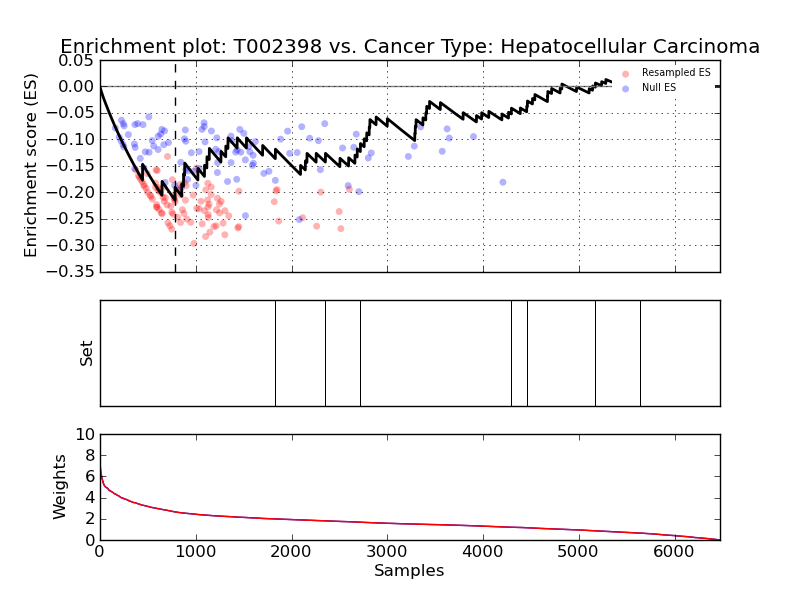 Enrichment plot: T002398 vs. Cancer Type: Hepatocellular Carcinoma
Enrichment score (ES)
0.05
0.00
−0.05
−0.10
−0.15
−0.20
−0.25
−0.30
−0.35
Resampled ES
Null ES
Set
Weights
10
8
6
4
2
0
0 1000 2000 3000 4000 5000 6000
Samples